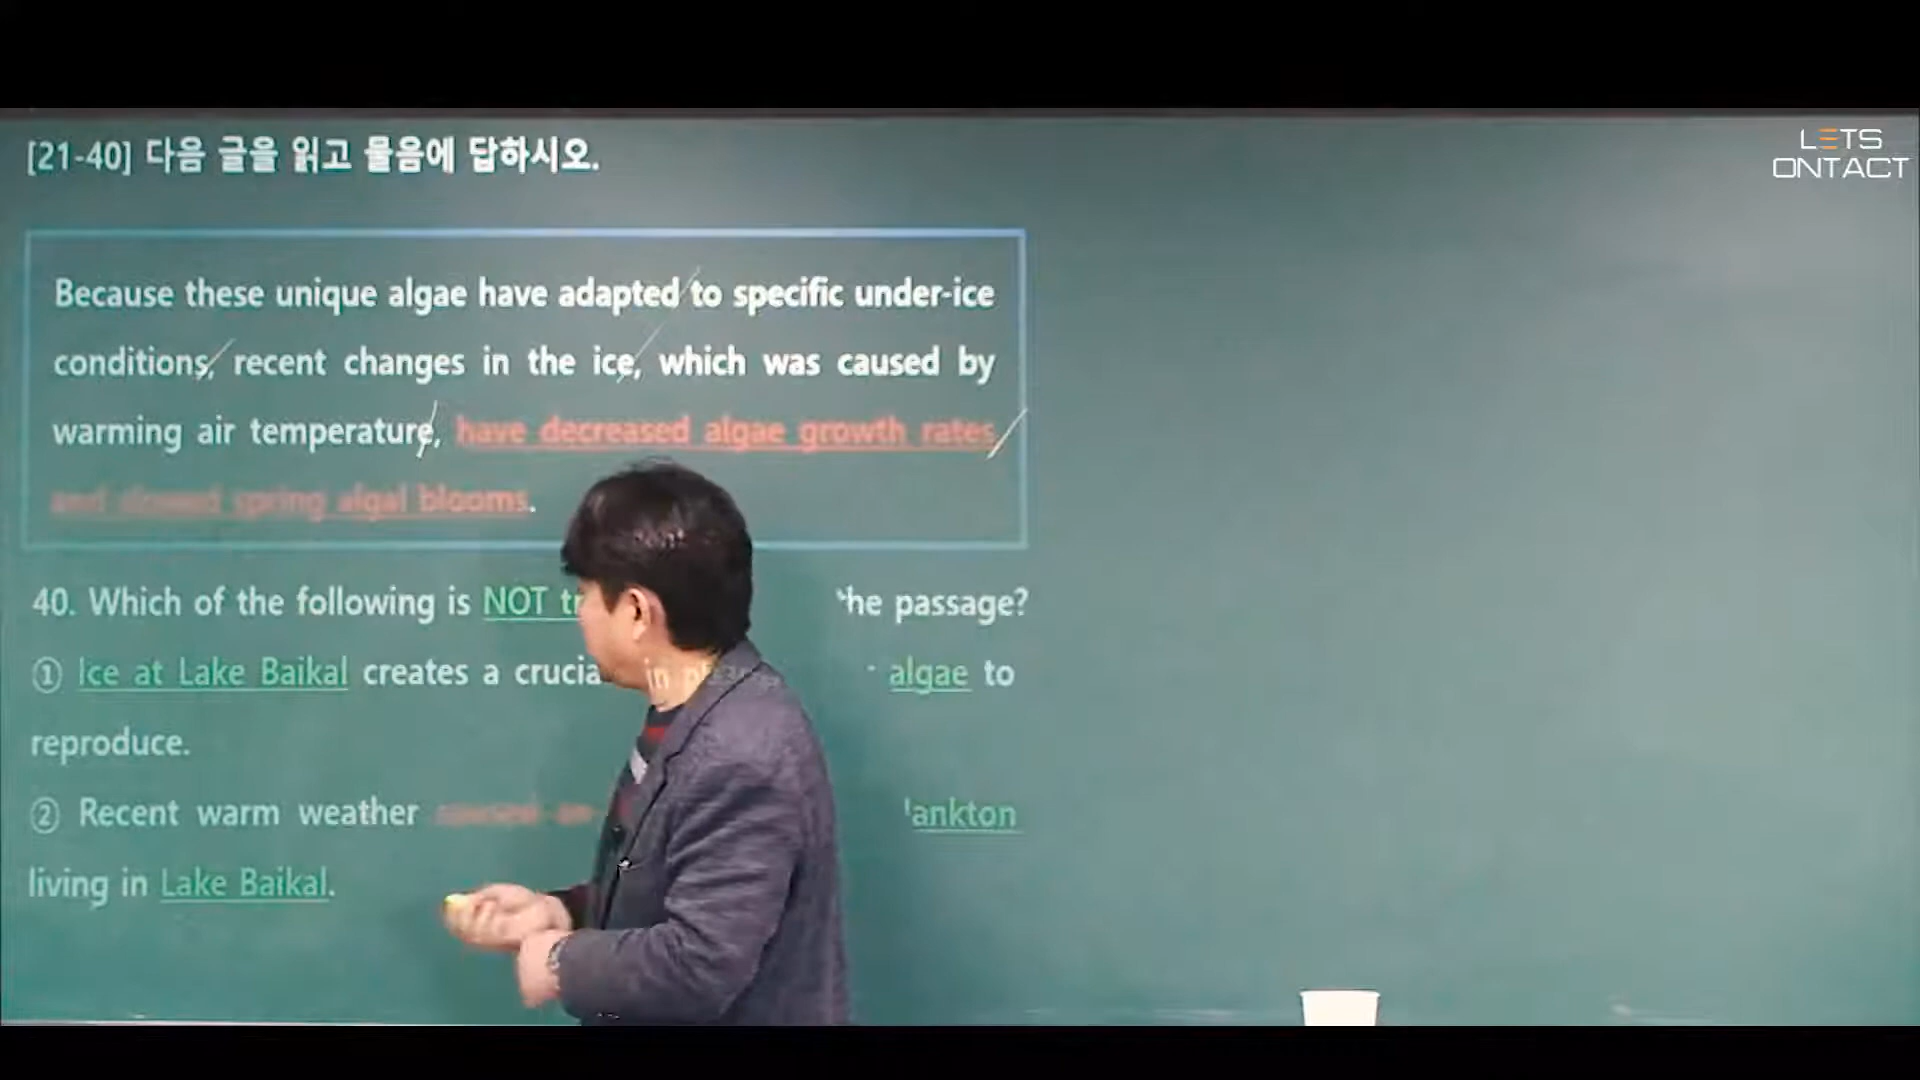 [21-40] 다음 글을 읽고 물음에 답하시오.
LETS
ONTACT
Because these unique algae have adapted to specific under-ice
conditions, recent changes in the ice, which was caused by
warming air temperature, have decreased algae growth rates
and slowed spring algal blooms.
40. Which of the following is NOT the passage?
① Ice at Lake Baikal creates a algae to
reproduce.
② Recent warm weather
living in Lake Baikal.